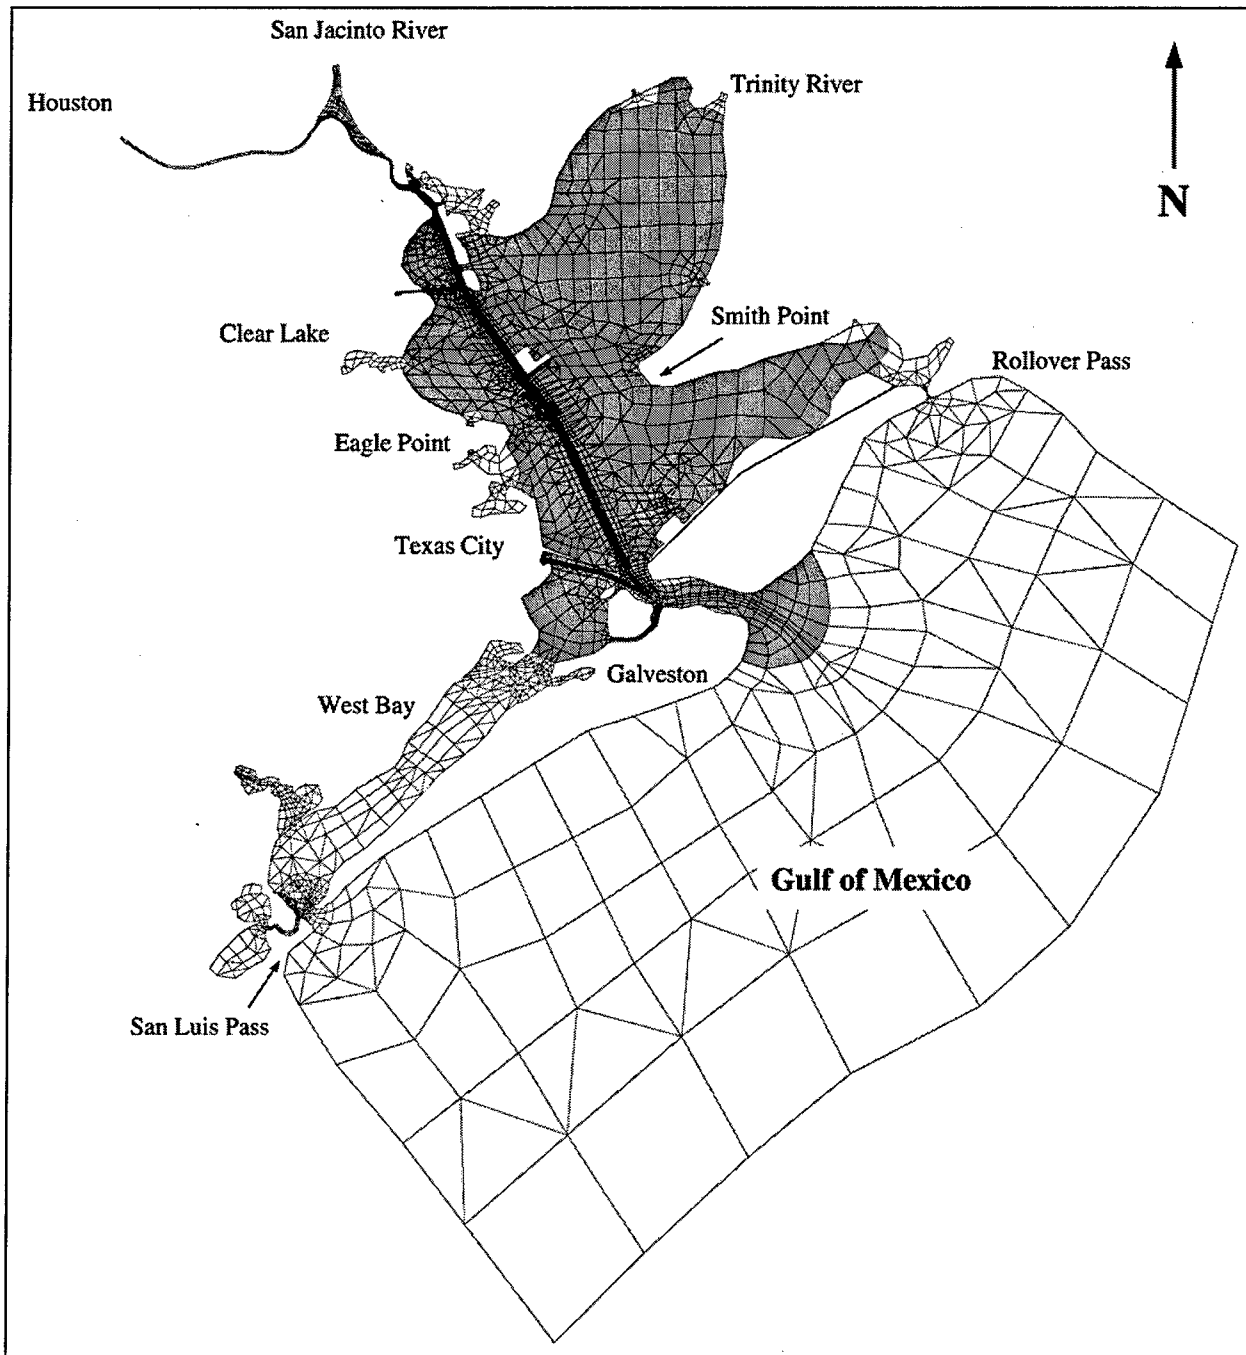 San Jacinto River
Houston
Trinity River
N
Clear Lake
Smith Point
Rollover Pass
Eagle Point
Texas City
Galveston
West Bay
Gulf of Mexico
San Luis Pass